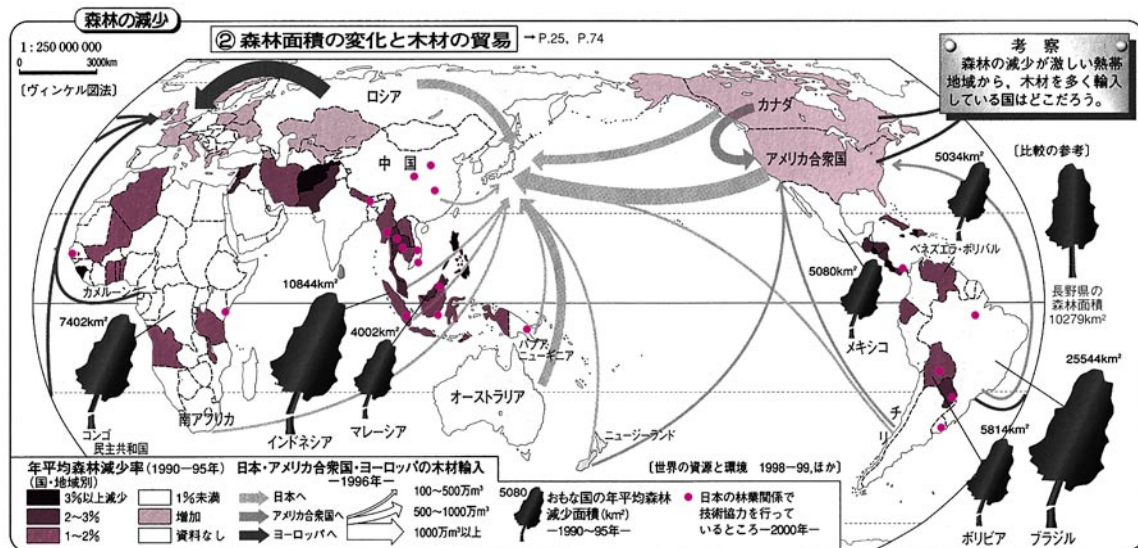 森林の減少
② 森林面積の変化と木材の貿易 → P.25, P.74
1:250 000 000
0 3000km
〔ヴィンケル図法〕
考察
森林の減少が激しい熱帯
地域から，木材を多く輸入
している国はどこだろう。
ロシア
カナダ
中国
アメリカ合衆国
5034km²
〔比較の参考〕
ベネズエラ・ボリバル
カメルーン
10844km²
5080km²
長野県の
森林面積
10279km²
7402km²
4002km²
パプア
ニューギニア
メキシコ
25544km²
オーストラリア
南アフリカ
コンゴ
民主共和国
インドネシア
マレーシア
ニュージーランド
チリ
5814km²
ボリビア
ブラジル
〔世界の資源と環境 1998−99，ほか〕
年平均森林減少率(1990−95年)
(国・地域別)
3％以上減少
2〜3％
1〜2％
1％未満
増加
資料なし
日本・アメリカ合衆国・ヨーロッパの木材輸入
−1996年−
日本へ
アメリカ合衆国へ
ヨーロッパへ
100〜500万m³
500〜1000万m³
1000万m³以上
5080
おもな国の年平均森林
減少面積(km²)
−1990〜95年−
日本の林業関係で
技術協力を行って
いるところ−2000年−